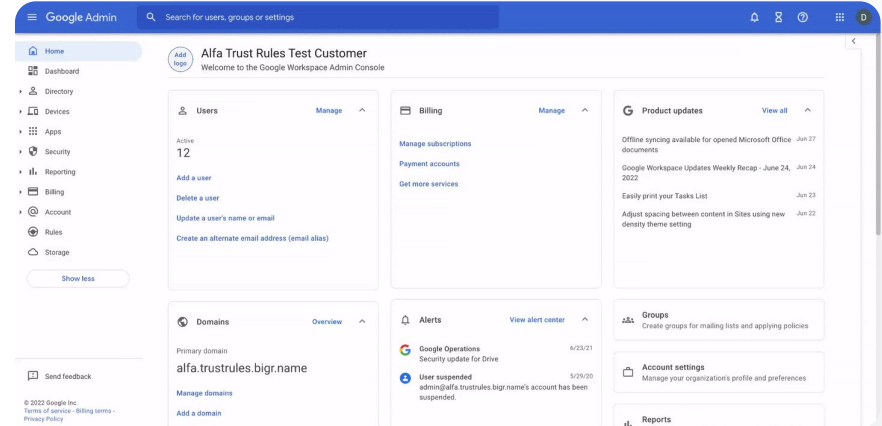 Google Admin
Search for users, groups or settings
D
Home
Dashboard
Directory
Devices
Apps
Security
Reporting
Billing
Account
Rules
Storage
Show less
Send feedback
© 2022 Google Inc.
Terms of service - Billing terms -
Privacy Policy
Add
logo
Alfa Trust Rules Test Customer
Welcome to the Google Workspace Admin Console
Users
Manage
Active
12
Add a user
Delete a user
Update a user's name or email
Create an alternate email address (email alias)
Billing
Manage
Manage subscriptions
Payment accounts
Get more services
Product updates
View all
Offline syncing available for opened Microsoft Office Jun 27
documents
Google Workspace Updates Weekly Recap - June 24, Jun 24
2022
Easily print your Tasks List Jun 23
Adjust spacing between content in Sites using new Jun 22
density theme setting
Domains
Overview
Primary domain
alfa.trustrules.bigr.name
Manage domains
Add a domain
Alerts
View alert center
Google Operations 6/23/21
Security update for Drive
User suspended 5/29/20
admin@alfa.trustrules.bigr.name's account has been
suspended.
Groups
Create groups for mailing lists and applying policies
Account settings
Manage your organization's profile and preferences
Reports